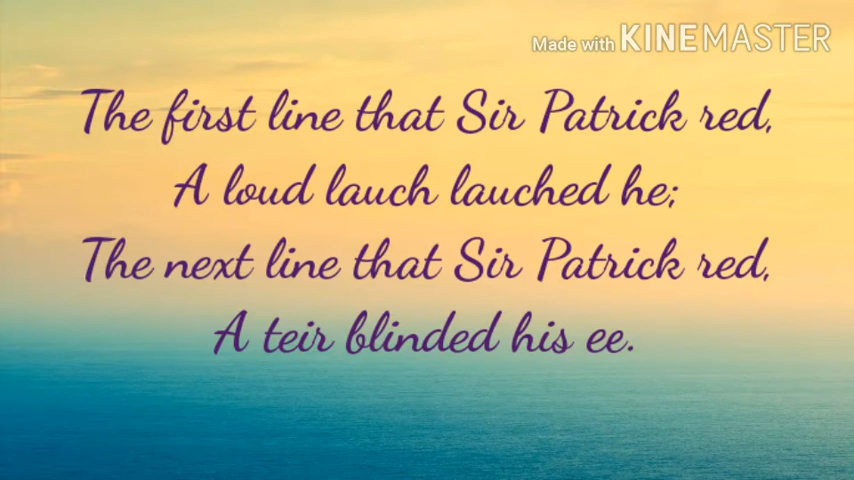 Made with KINEMASTER
The first line that Sir Patrick red,
A loud lauch lauched he;
The next line that Sir Patrick red,
A teir blinded his ee.